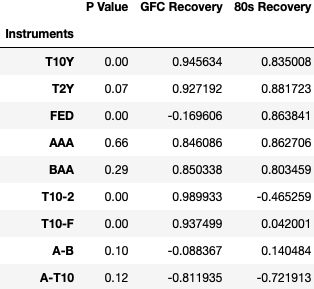 P Value GFC Recovery 80s Recovery
Instruments
T10Y 0.00 0.945634 0.835008
T2Y 0.07 0.927192 0.881723
FED 0.00 -0.169606 0.863841
AAA 0.66 0.846086 0.862706
BAA 0.29 0.850338 0.803459
T10-2 0.00 0.989933 -0.465259
T10-F 0.00 0.937499 0.042001
A-B 0.10 -0.088367 0.140484
A-T10 0.12 -0.811935 -0.721913